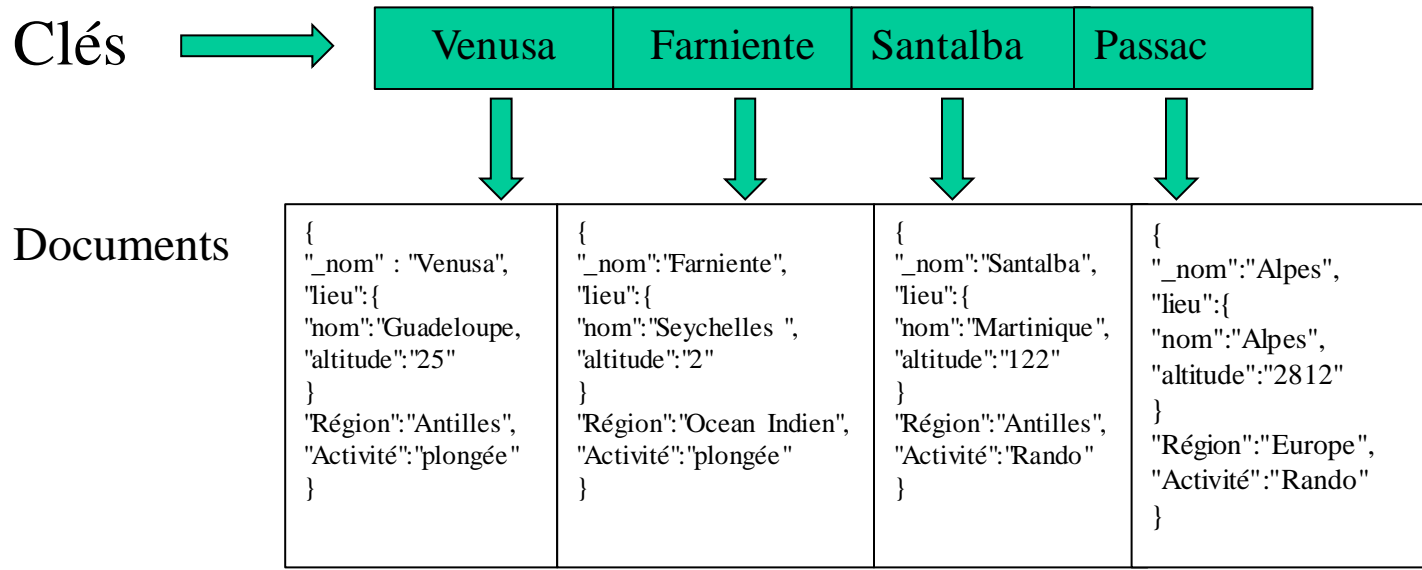 Clés
Venusa
Farniente
Santalba
Passac
Documents
{
"_nom" : "Venusa",
"lieu":{
"nom":"Guadeloupe,
"altitude":"25"
}
"Région":"Antilles",
"Activité":"plongée"
}
{
"_nom":"Farniente",
"lieu":{
"nom":"Seychelles ",
"altitude":"2"
}
"Région":"Ocean Indien",
"Activité":"plongée"
}
{
"_nom":"Santalba",
"lieu":{
"nom":"Martinique",
"altitude":"122"
}
"Région":"Antilles",
"Activité":"Rando"
}
{
"_nom":"Alpes",
"lieu":{
"nom":"Alpes",
"altitude":"2812"
}
"Région":"Europe",
"Activité":"Rando"
}